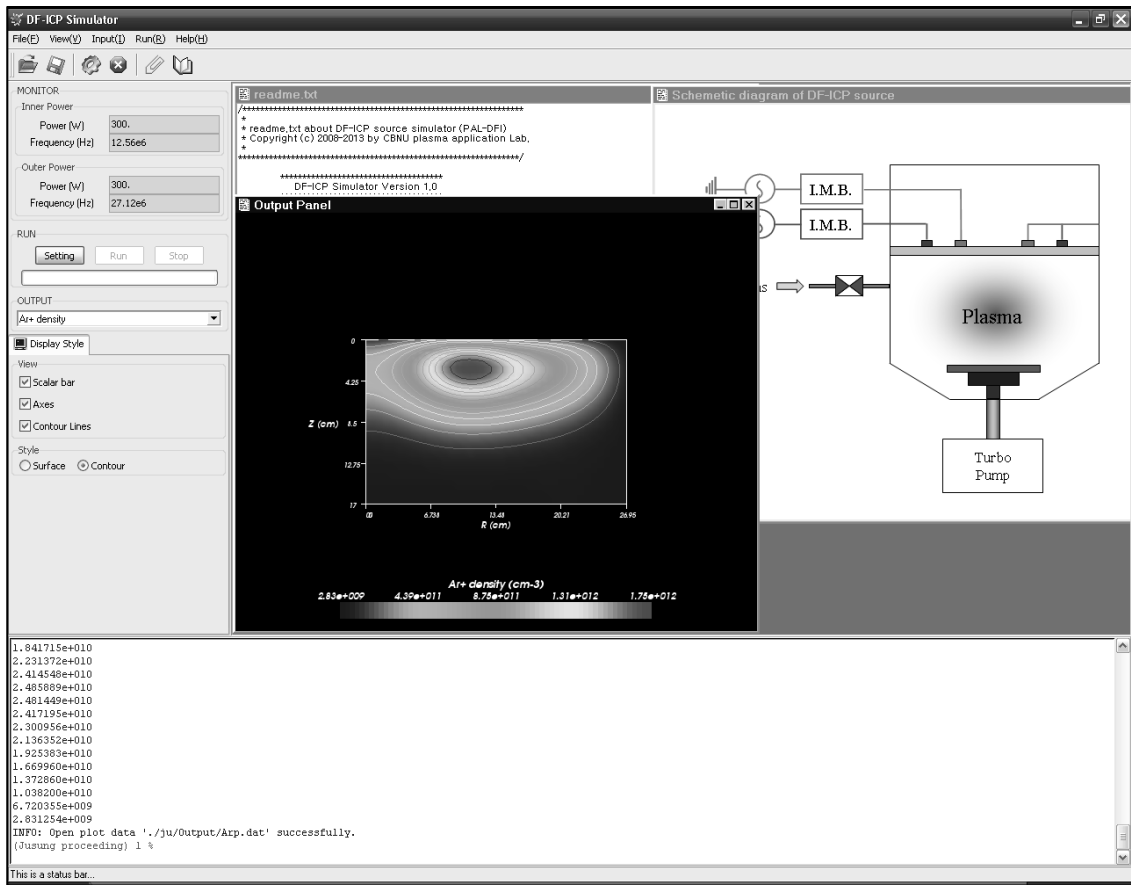 DF-ICP Simulator
File(F) View(V) Input(I) Run(R) Help(H)
MONITOR
Inner Power
Power (W) 300.
Frequency (Hz) 12.56e6
Outer Power
Power (W) 300.
Frequency (Hz) 27.12e6
RUN
Setting Run Stop
OUTPUT
Ar+ density
Display Style
View
Scalar bar
Axes
Contour Lines
Style
Surface Contour
readme.txt
/***************************************************************
*
* readme,txt about DF-ICP source simulator (PAL-DFI)
* Copyright (c) 2008-2013 by CBNU plasma application Lab,
*
***************************************************************/
************************************
DF-ICP Simulator Version 1,0
Schemetic diagram of DF-ICP source
I.M.B.
I.M.B.
Plasma
Turbo
Pump
Output Panel
0
4.25
Z (cm) 8.5
12.75
17
00 6.738 13.48 20.21 26.95
R (cm)
Ar+ density (cm-3)
2.83e+009 4.39e+011 8.75e+011 1.31e+012 1.75e+012
1.841715e+010
2.231372e+010
2.414548e+010
2.485889e+010
2.481449e+010
2.417195e+010
2.300956e+010
2.136352e+010
1.925383e+010
1.669960e+010
1.372860e+010
1.038200e+010
6.720355e+009
2.831254e+009
INFO: Open plot data './ju/Output/Arp.dat' successfully.
(Jusung proceeding) 1 %
This is a status bar...